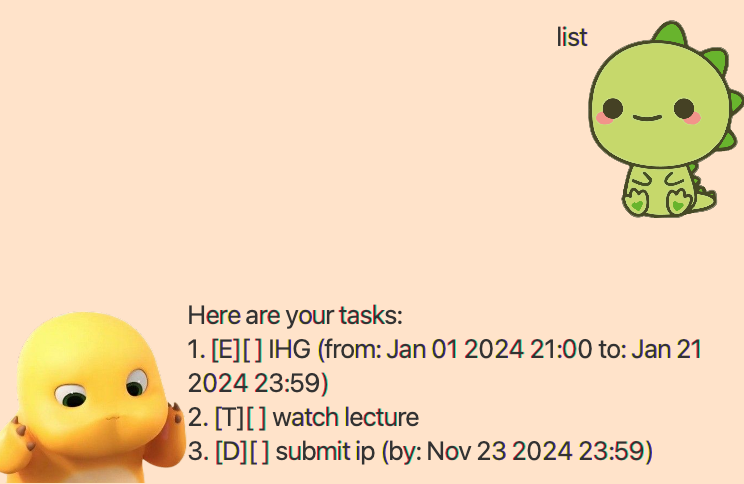 list
Here are your tasks:
1. [E][ ] IHG (from: Jan 01 2024 21:00 to: Jan 21
2024 23:59)
2. [T][ ] watch lecture
3. [D][ ] submit ip (by: Nov 23 2024 23:59)